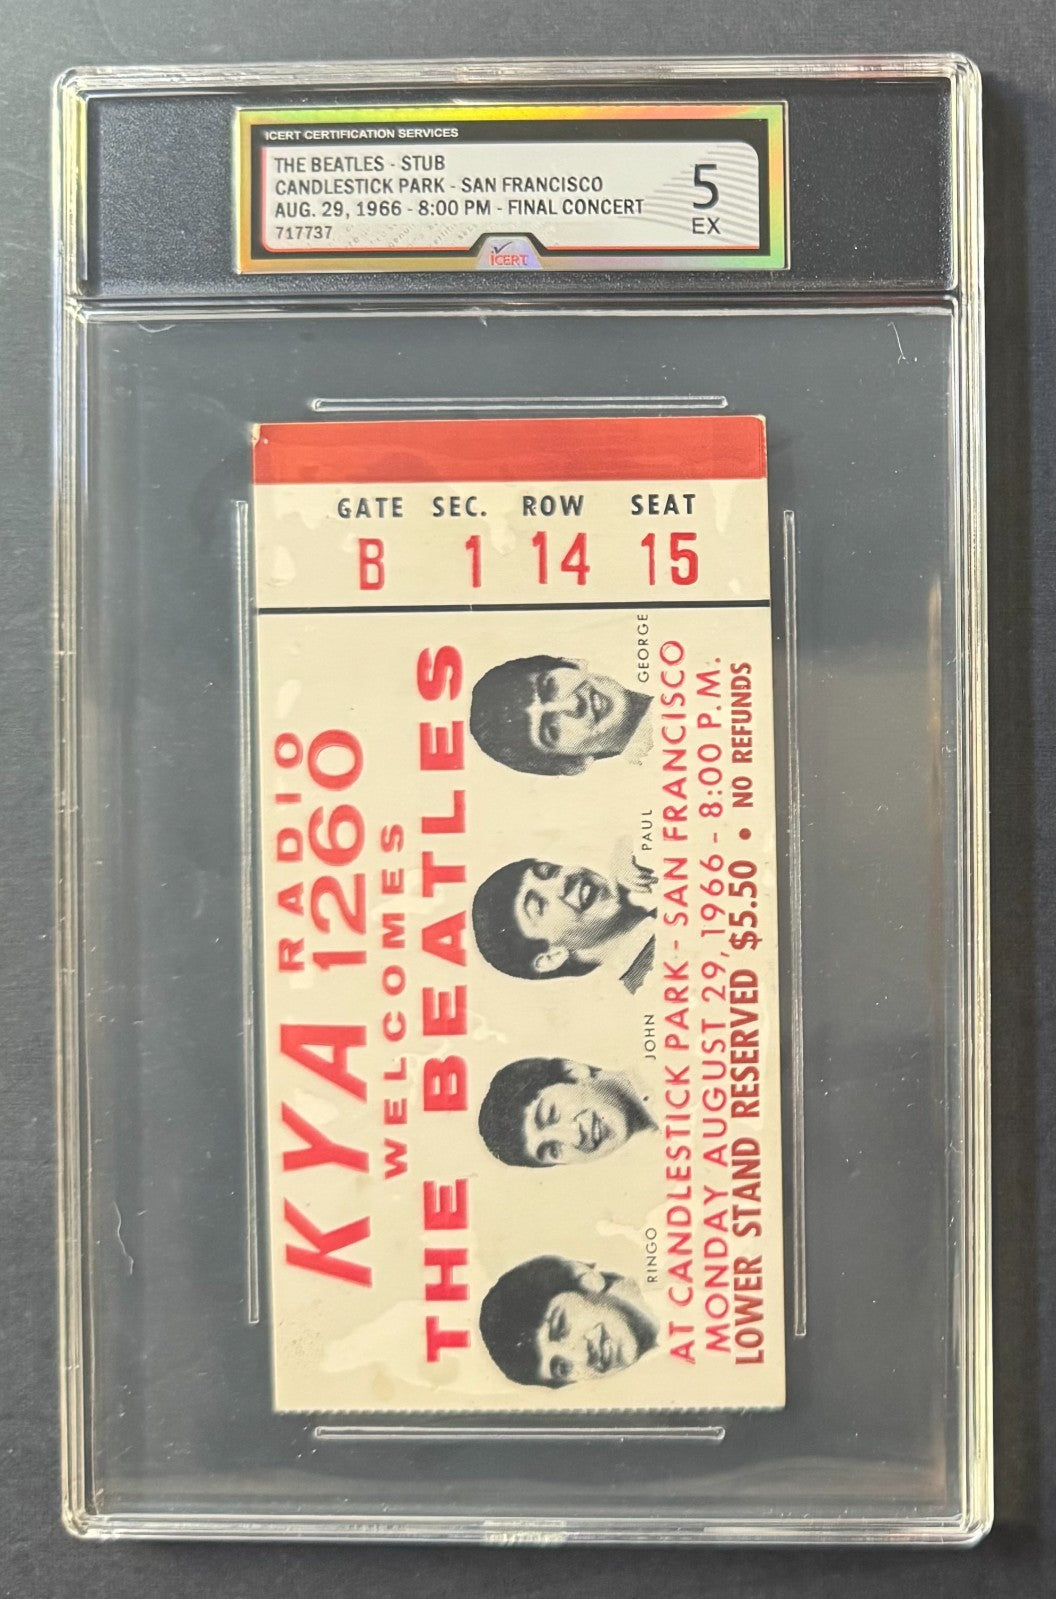 ICERT CERTIFICATION SERVICES
THE BEATLES - STUB
CANDLESTICK PARK - SAN FRANCISCO
AUG. 29, 1966 - 8:00 PM - FINAL CONCERT
717737
5
EX
iCERT
GATE SEC. ROW SEAT
B 1 14 15
RADIO
KYA 1260
WELCOMES
THE BEATLES
RINGO JOHN PAUL GEORGE
AT CANDLESTICK PARK - SAN FRANCISCO
MONDAY AUGUST 29, 1966 - 8:00 P.M.
LOWER STAND RESERVED $5.50 • NO REFUNDS